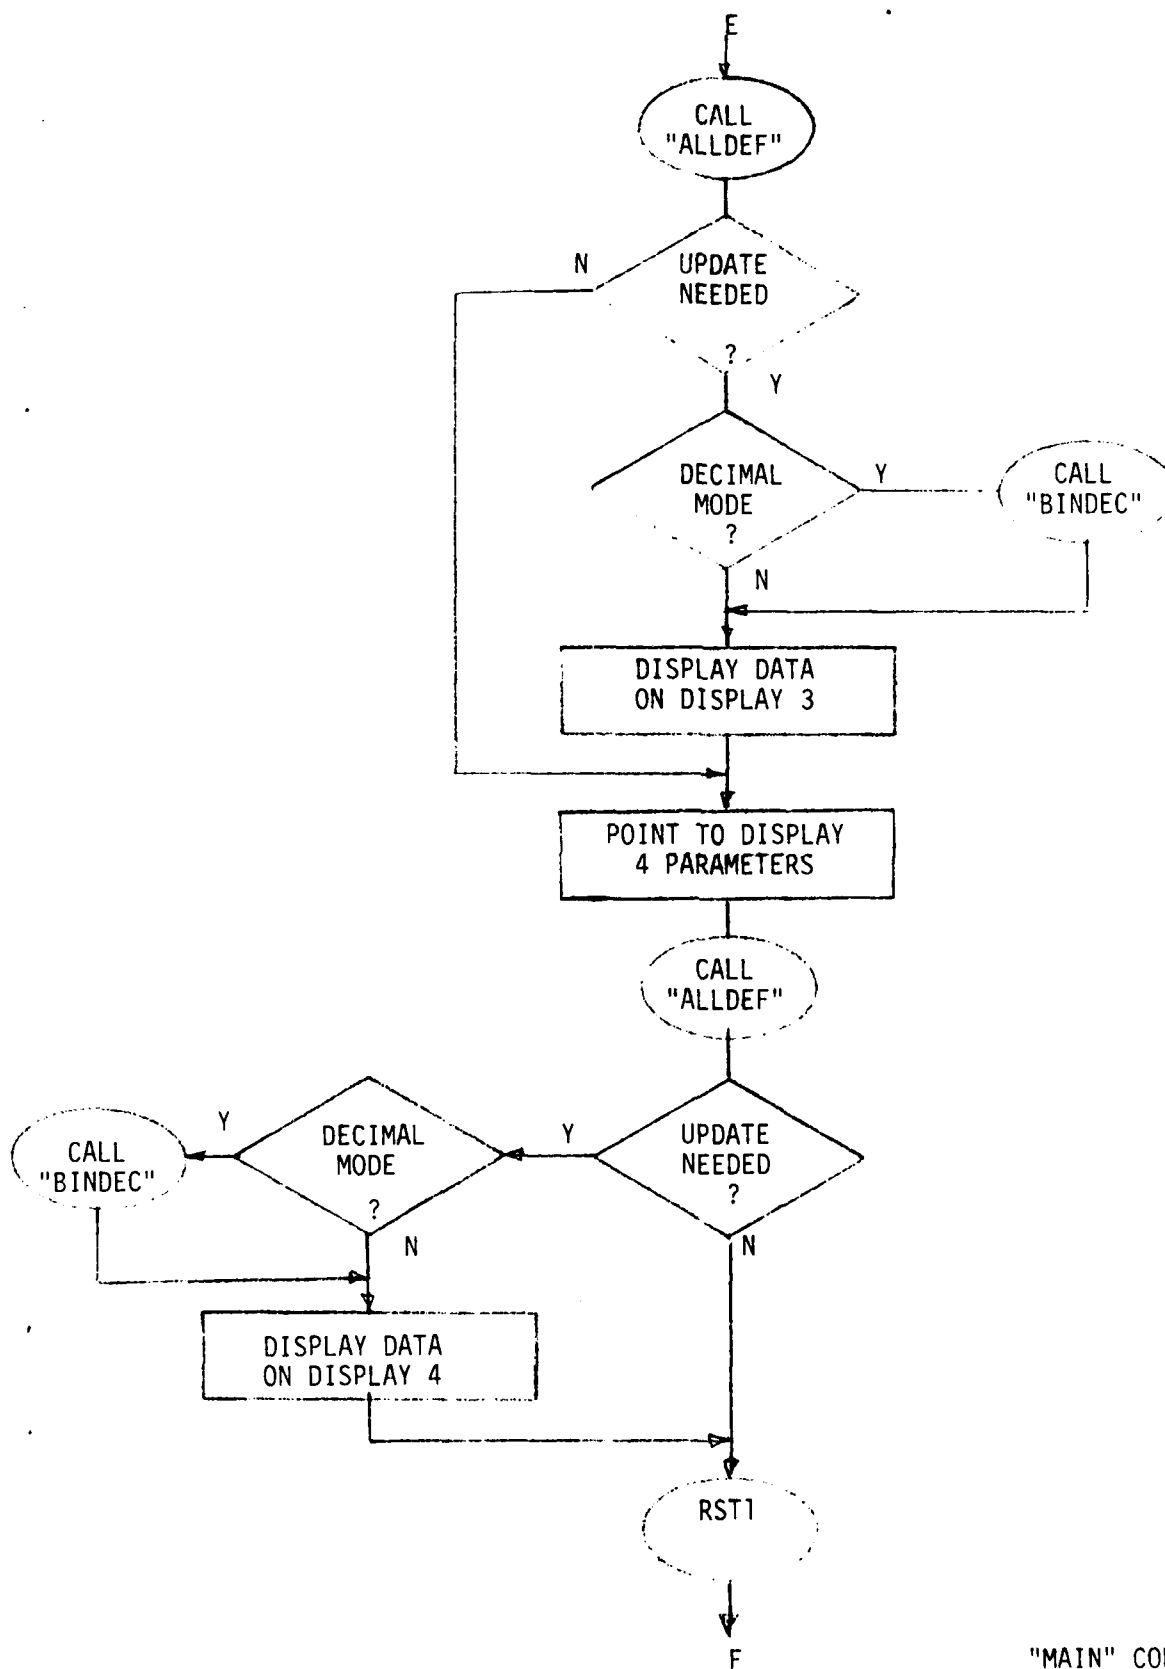 E
CALL
"ALLDEF"
N
UPDATE
NEEDED
?
Y
DECIMAL
MODE
?
Y
CALL
"BINDEC"
N
DISPLAY DATA
ON DISPLAY 3
POINT TO DISPLAY
4 PARAMETERS
CALL
"ALLDEF"
UPDATE
NEEDED
?
Y
DECIMAL
MODE
?
Y
CALL
"BINDEC"
N
N
DISPLAY DATA
ON DISPLAY 4
RST1
F
"MAIN"